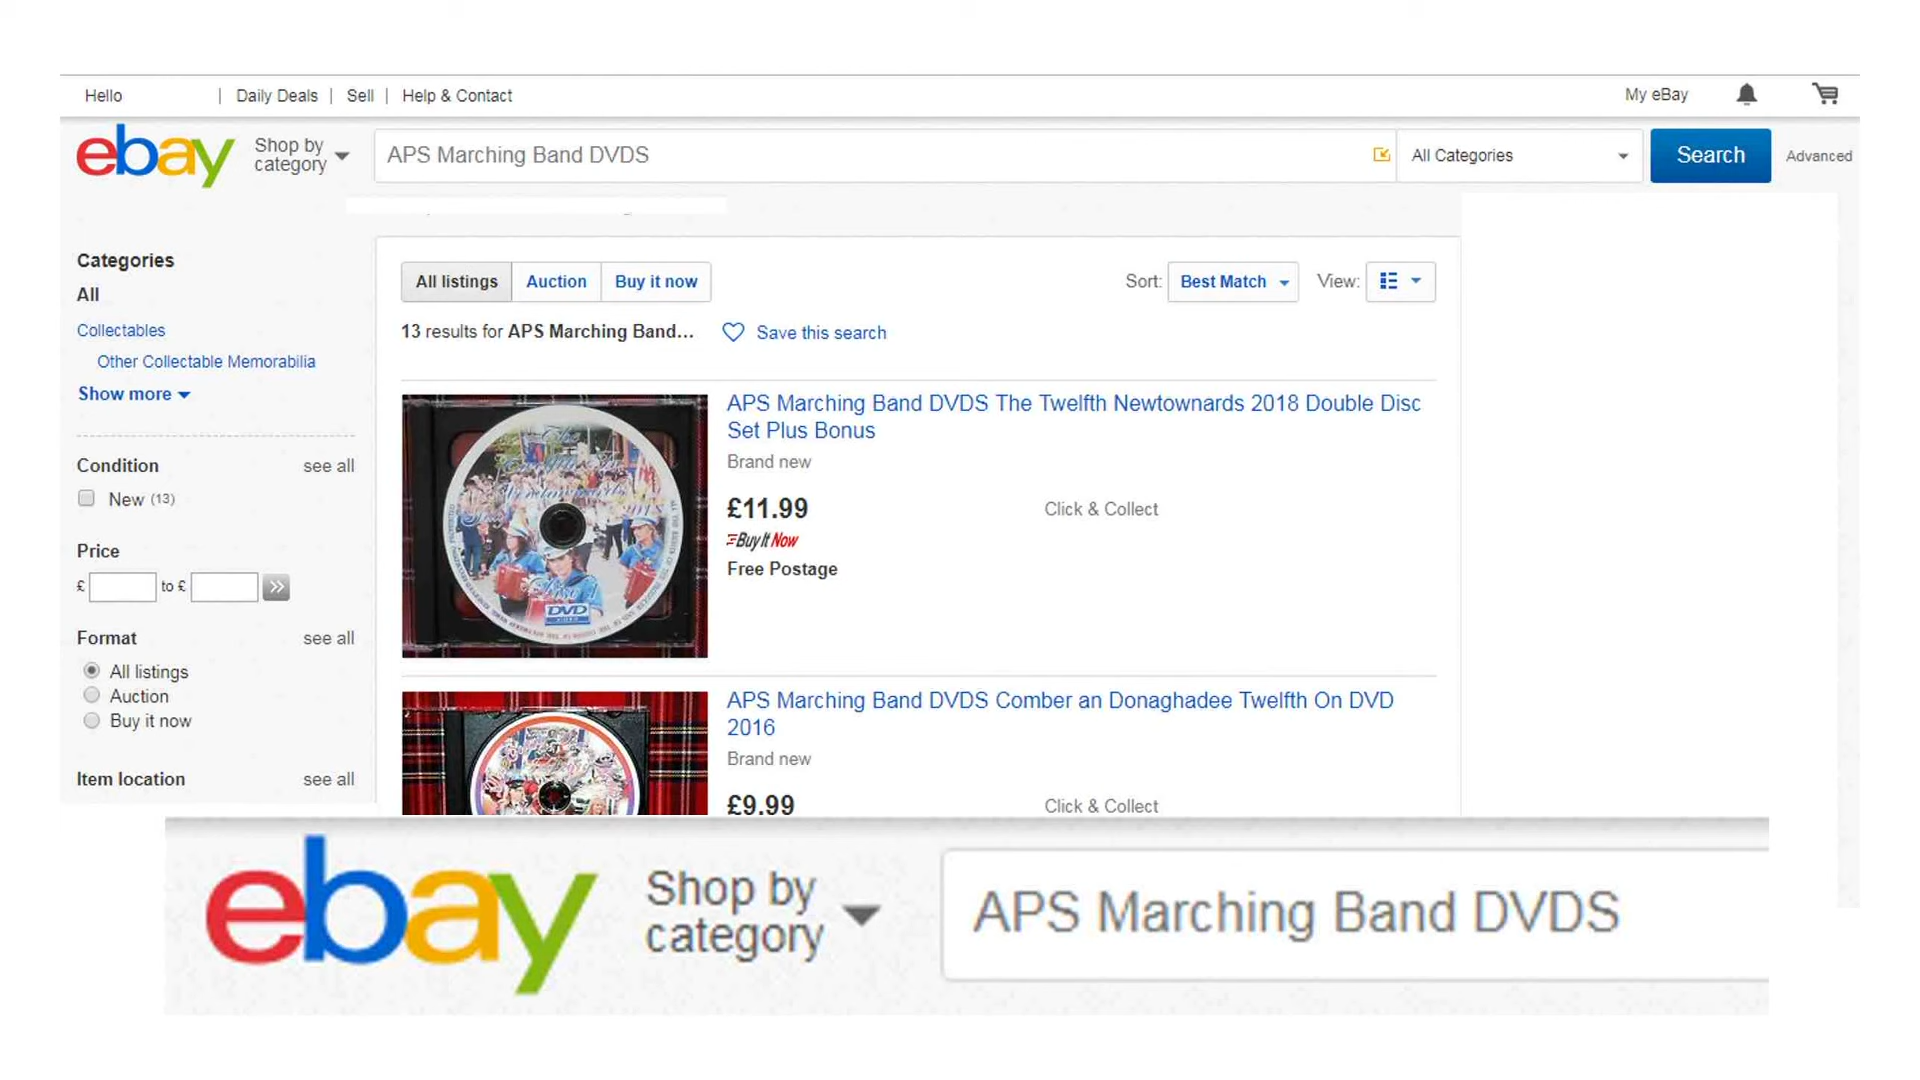 Hello | Daily Deals | Sell | Help & Contact My eBay
ebay Shop by category APS Marching Band DVDS All Categories Search Advanced
Categories
All
Collectables
Other Collectable Memorabilia
Show more
Condition see all
New (13)
Price
£ to £
Format see all
All listings
Auction
Buy it now
Item location see all
All listings Auction Buy it now Sort: Best Match View:
13 results for APS Marching Band... Save this search
APS Marching Band DVDS The Twelfth Newtownards 2018 Double Disc
Set Plus Bonus
Brand new
£11.99 Click & Collect
Buy It Now
Free Postage
Disc 1
DVD
APS Marching Band DVDS Comber an Donaghadee Twelfth On DVD
2016
Brand new
£9.99 Click & Collect
ebay Shop by category APS Marching Band DVDS